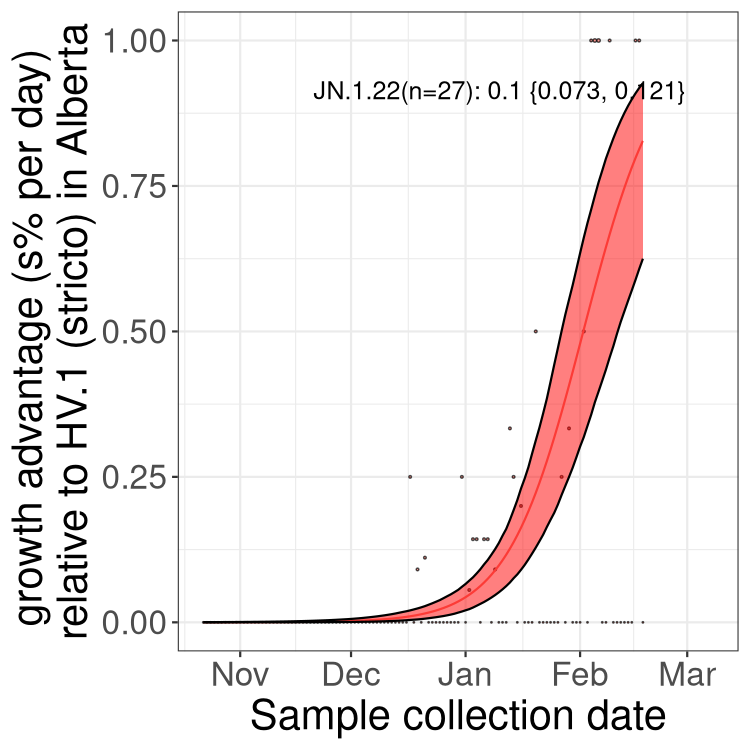 growth advantage (s% per day)
relative to HV.1 (stricto) in Alberta
1.00
0.75
0.50
0.25
0.00
JN.1.22(n=27): 0.1 {0.073, 0.121}
Nov Dec Jan Feb Mar
Sample collection date